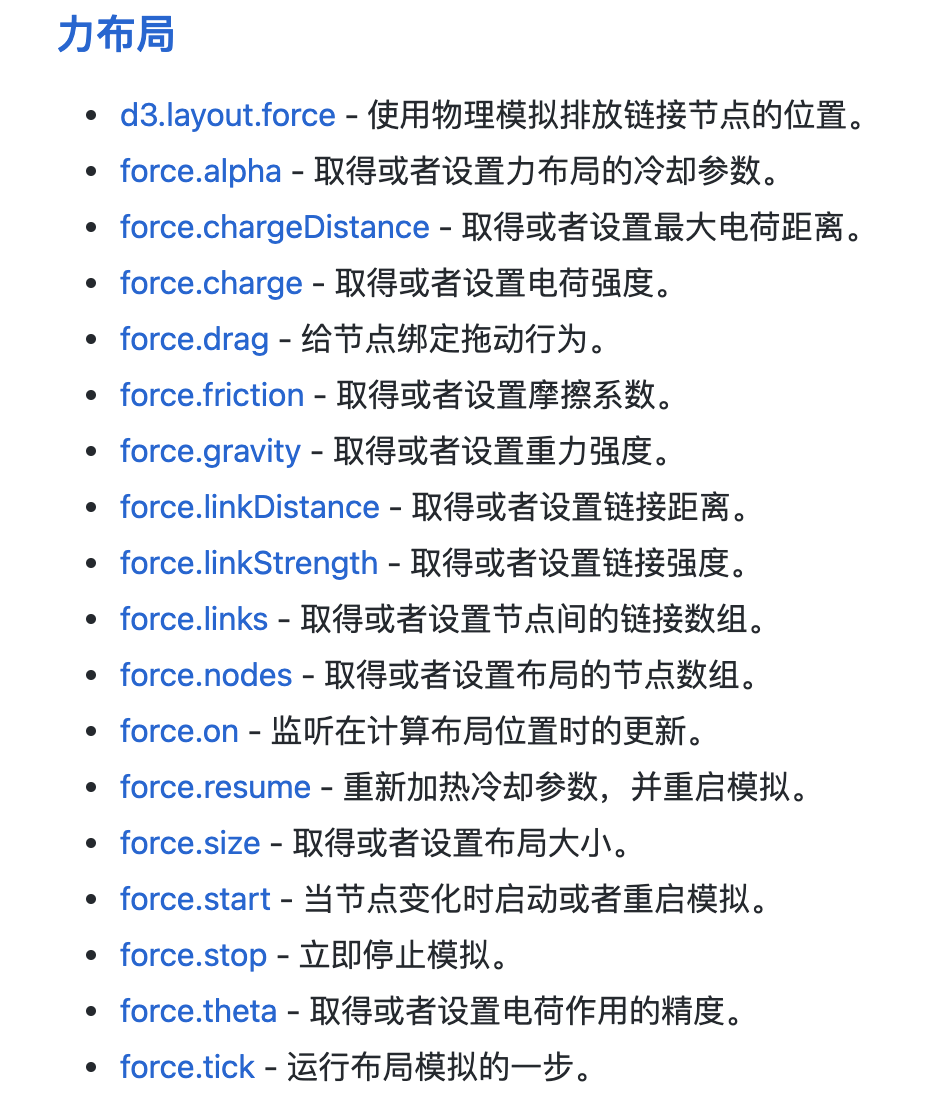 力布局
• d3.layout.force - 使用物理模拟排放链接节点的位置。
• force.alpha - 取得或者设置力布局的冷却参数。
• force.chargeDistance - 取得或者设置最大电荷距离。
• force.charge - 取得或者设置电荷强度。
• force.drag - 给节点绑定拖动行为。
• force.friction - 取得或者设置摩擦系数。
• force.gravity - 取得或者设置重力强度。
• force.linkDistance - 取得或者设置链接距离。
• force.linkStrength - 取得或者设置链接强度。
• force.links - 取得或者设置节点间的链接数组。
• force.nodes - 取得或者设置布局的节点数组。
• force.on - 监听在计算布局位置时的更新。
• force.resume - 重新加热冷却参数，并重启模拟。
• force.size - 取得或者设置布局大小。
• force.start - 当节点变化时启动或者重启模拟。
• force.stop - 立即停止模拟。
• force.theta - 取得或者设置电荷作用的精度。
• force.tick - 运行布局模拟的一步。